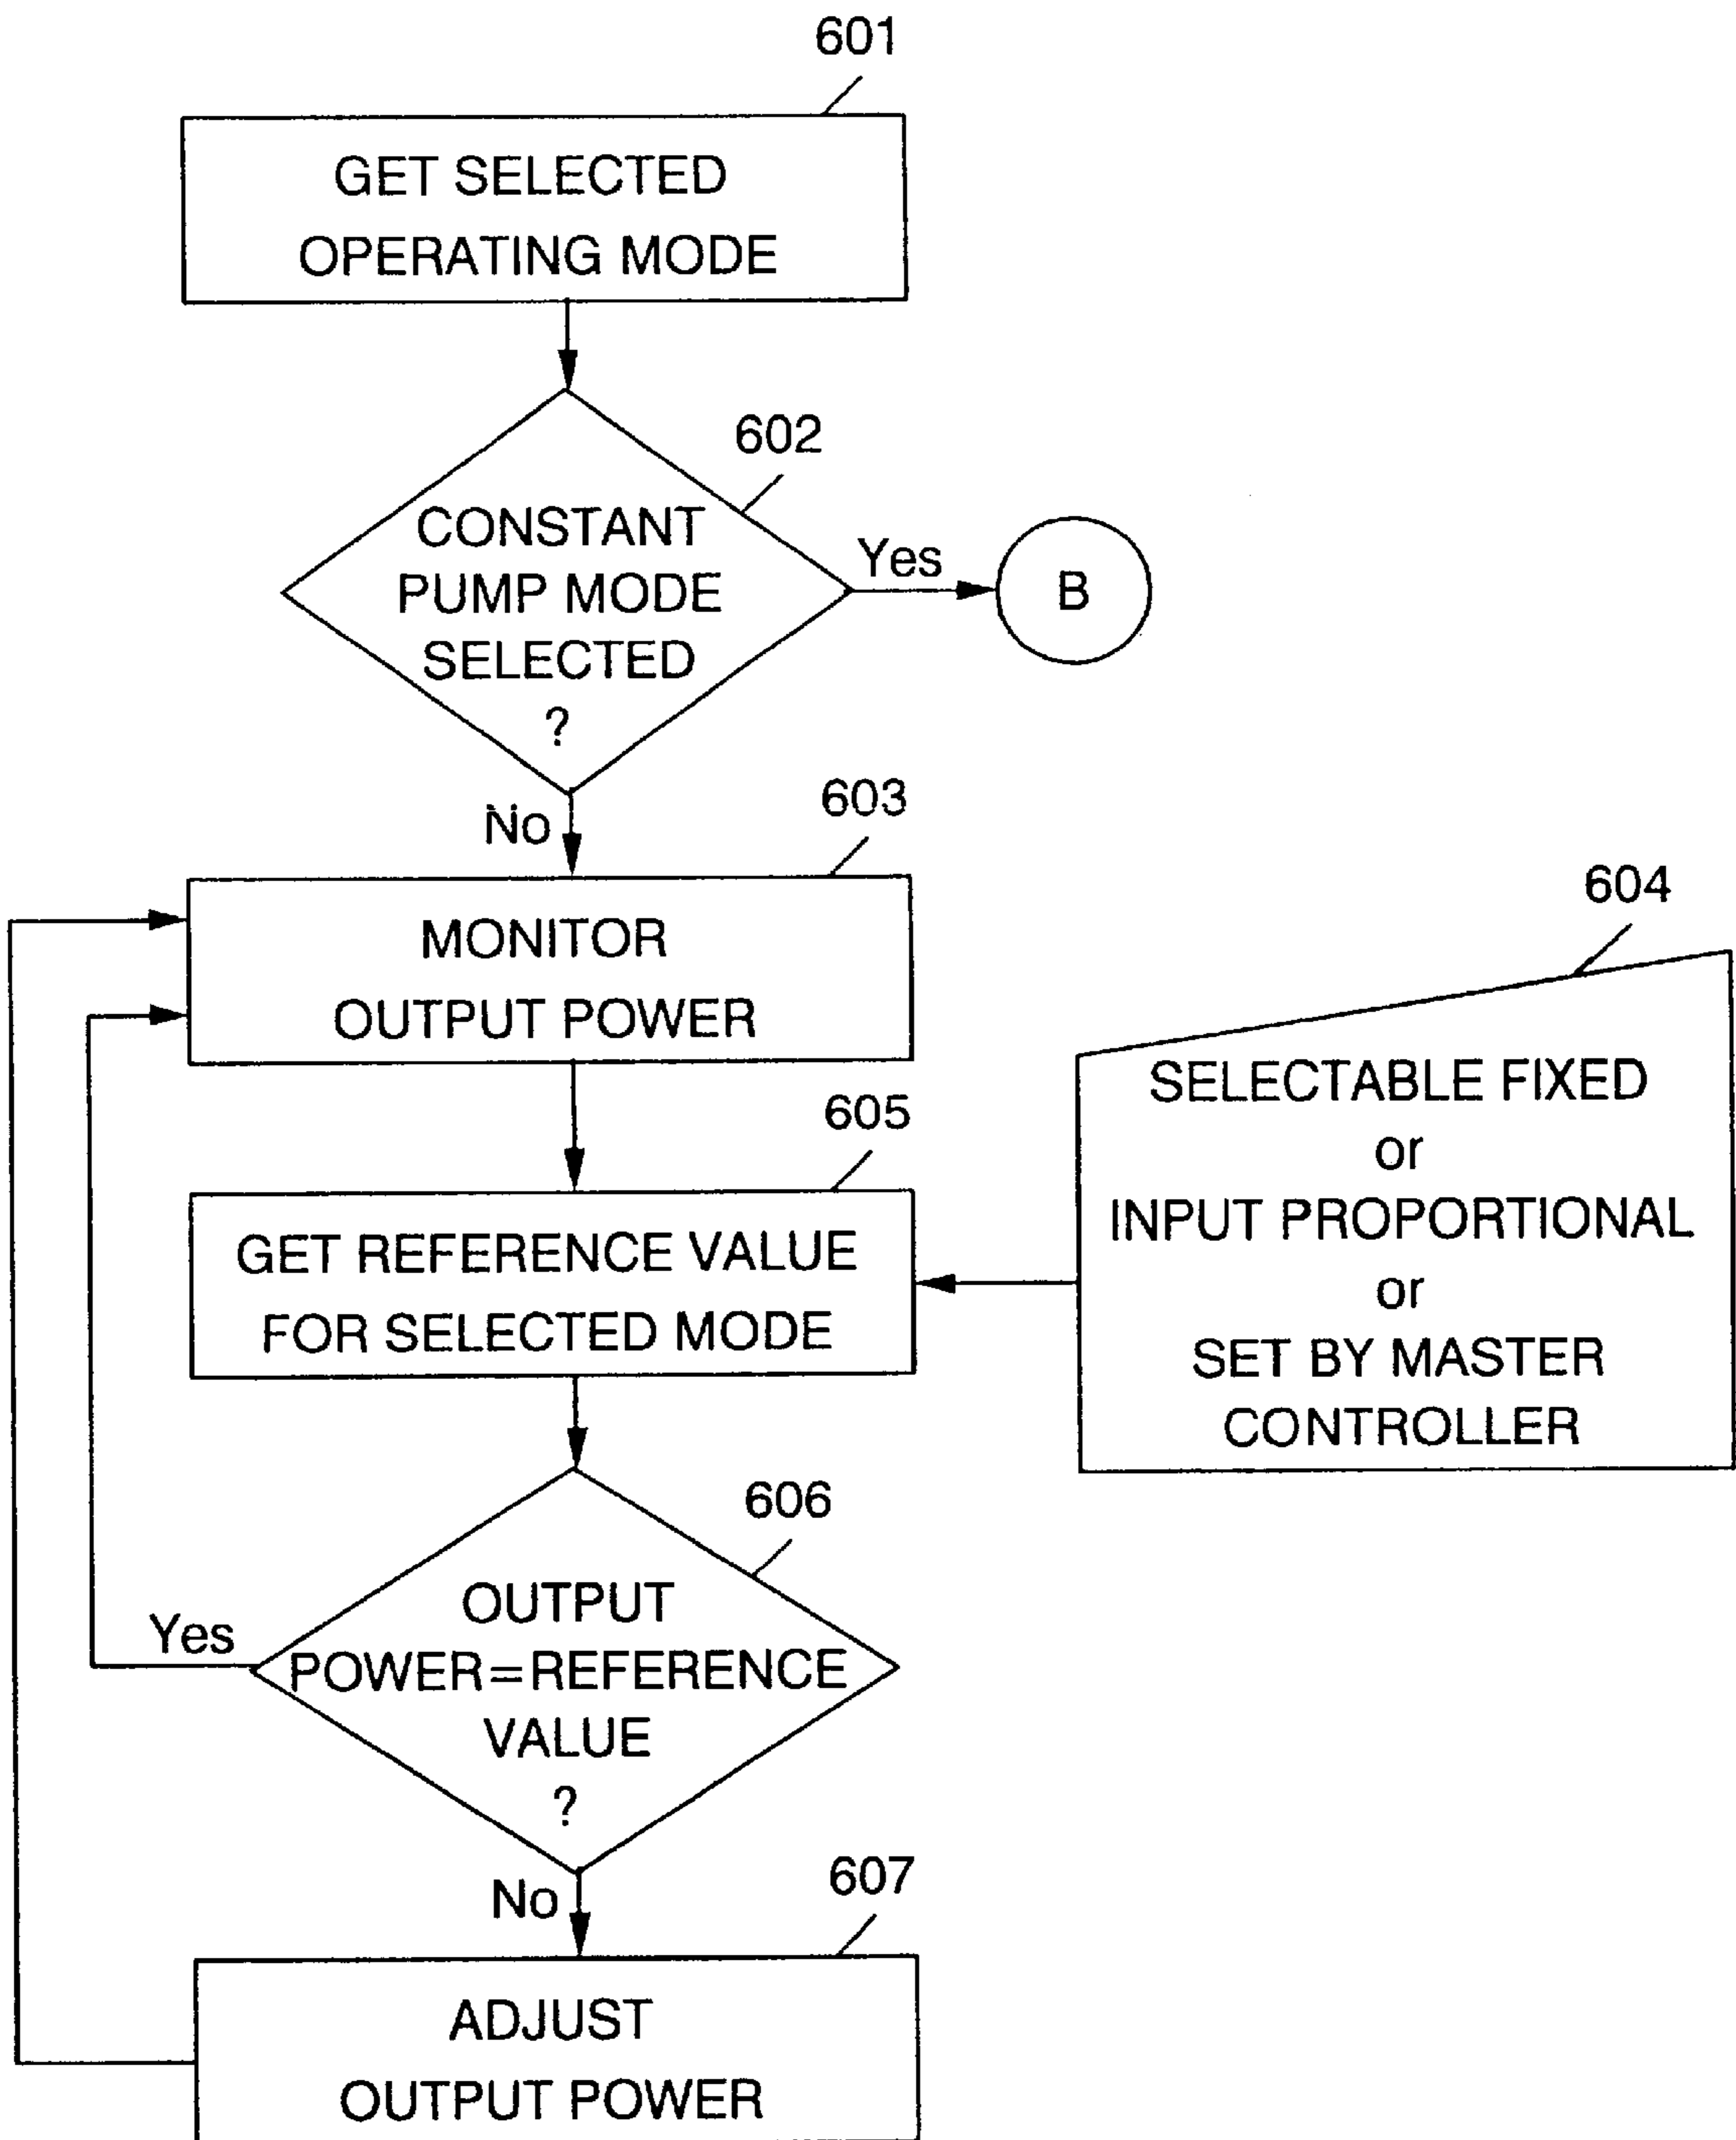 601
GET SELECTED
OPERATING MODE
602
CONSTANT
PUMP MODE
SELECTED
?
Yes
B
No
603
MONITOR
OUTPUT POWER
604
SELECTABLE FIXED
or
INPUT PROPORTIONAL
or
SET BY MASTER
CONTROLLER
605
GET REFERENCE VALUE
FOR SELECTED MODE
606
OUTPUT
POWER=REFERENCE
VALUE
?
Yes
No
607
ADJUST
OUTPUT POWER